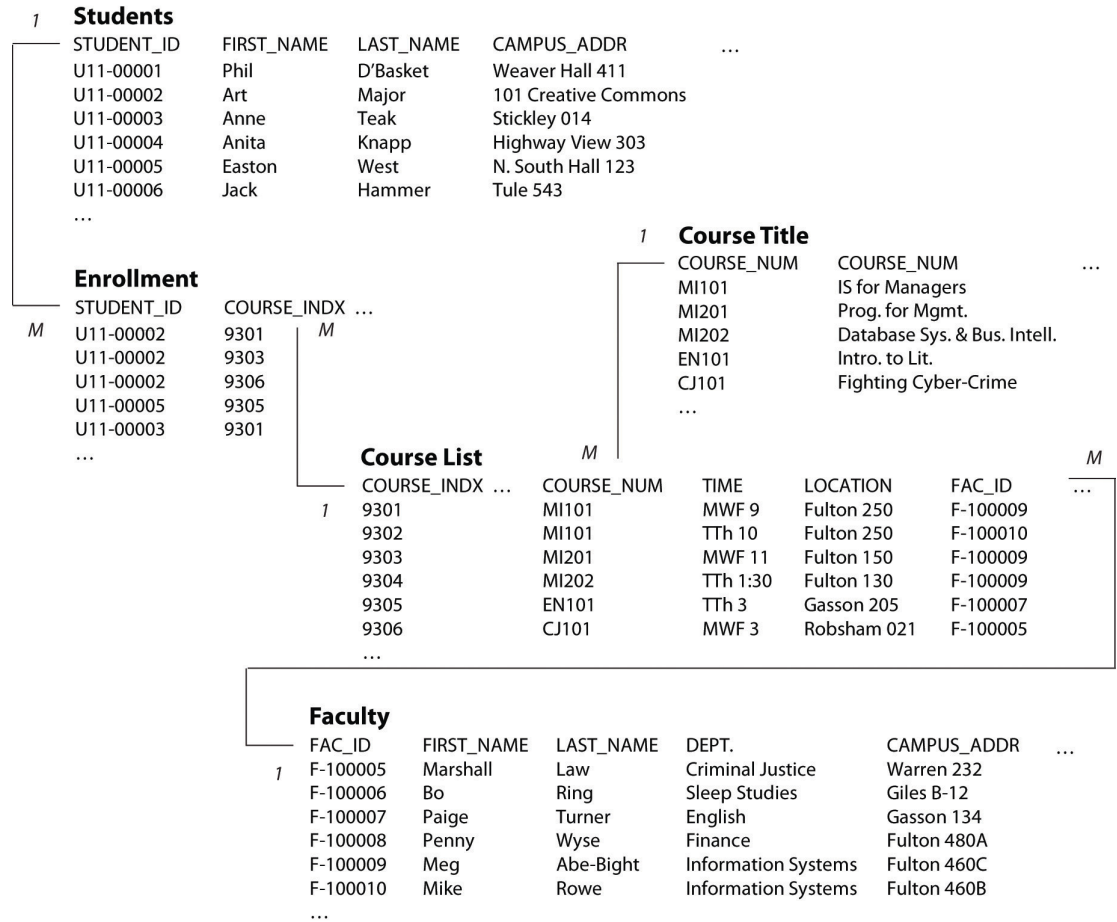 1 Students
STUDENT_ID FIRST_NAME LAST_NAME CAMPUS_ADDR …
U11-00001 Phil D’Basket Weaver Hall 411
U11-00002 Art Major 101 Creative Commons
U11-00003 Anne Teak Stickley 014
U11-00004 Anita Knapp Highway View 303
U11-00005 Easton West N. South Hall 123
U11-00006 Jack Hammer Tule 543
…
1 Course Title
COURSE_NUM COURSE_NUM …
MI101 IS for Managers
MI201 Prog. for Mgmt.
MI202 Database Sys. & Bus. Intell.
EN101 Intro. to Lit.
CJ101 Fighting Cyber-Crime
…
M
Enrollment
STUDENT_ID COURSE_INDX …
M M
U11-00002 9301
U11-00002 9303
U11-00002 9306
U11-00005 9305
U11-00003 9301
…
Course List M
COURSE_INDX … COURSE_NUM TIME LOCATION FAC_ID …
1 9301 MI101 MWF 9 Fulton 250 F-100009
9302 MI101 TTh 10 Fulton 250 F-100010
9303 MI201 MWF 11 Fulton 150 F-100009
9304 MI202 TTh 1:30 Fulton 130 F-100009
9305 EN101 TTh 3 Gasson 205 F-100007
9306 CJ101 MWF 3 Robsham 021 F-100005
…
Faculty
FAC_ID FIRST_NAME LAST_NAME DEPT. CAMPUS_ADDR …
1 F-100005 Marshall Law Criminal Justice Warren 232
F-100006 Bo Ring Sleep Studies Giles B-12
F-100007 Paige Turner English Gasson 134
F-100008 Penny Wyse Finance Fulton 480A
F-100009 Meg Abe-Bight Information Systems Fulton 460C
F-100010 Mike Rowe Information Systems Fulton 460B
…